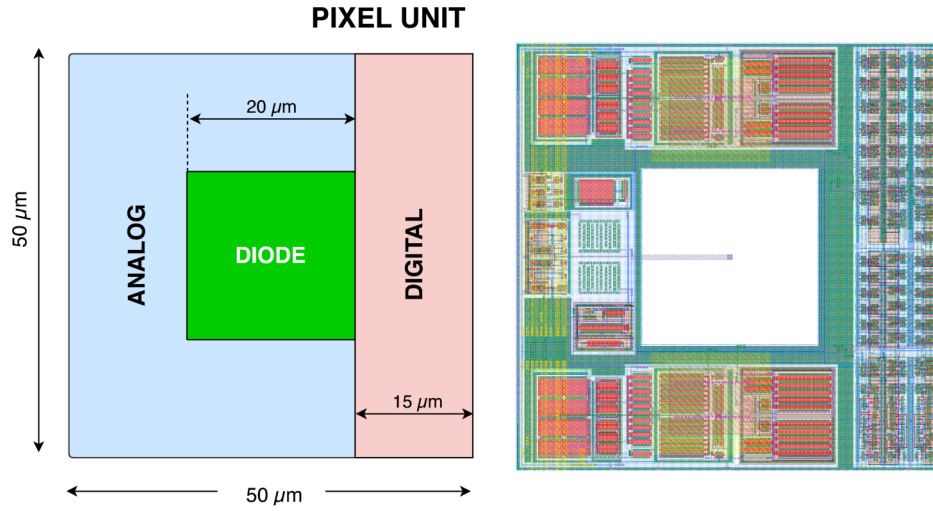 PIXEL UNIT
20 µm
50 µm
ANALOG
DIODE
DIGITAL
15 µm
50 µm